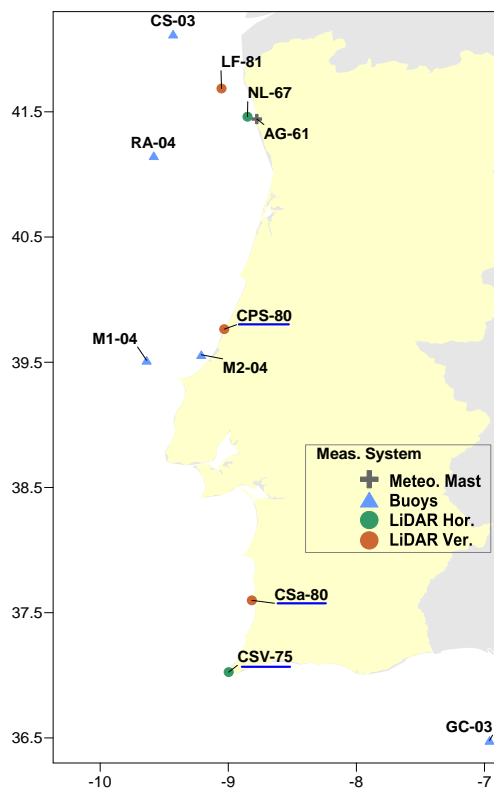 CS-03
LF-81
NL-67
41.5
AG-61
RA-04
40.5
CPS-80
M1-04
39.5
M2-04
Meas. System
Meteo. Mast
38.5
Buoys
LiDAR Hor.
LiDAR Ver.
CSa-80
37.5
CSV-75
GC-03
36.5
-10 -9 -8 -7